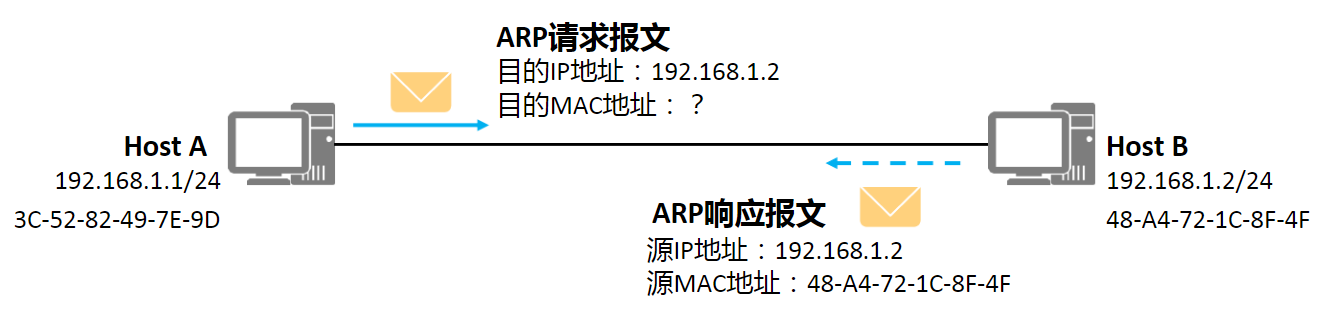 ARP请求报文
目的IP地址：192.168.1.2
目的MAC地址：？
Host A
192.168.1.1/24
3C-52-82-49-7E-9D
Host B
192.168.1.2/24
48-A4-72-1C-8F-4F
ARP响应报文
源IP地址：192.168.1.2
源MAC地址：48-A4-72-1C-8F-4F